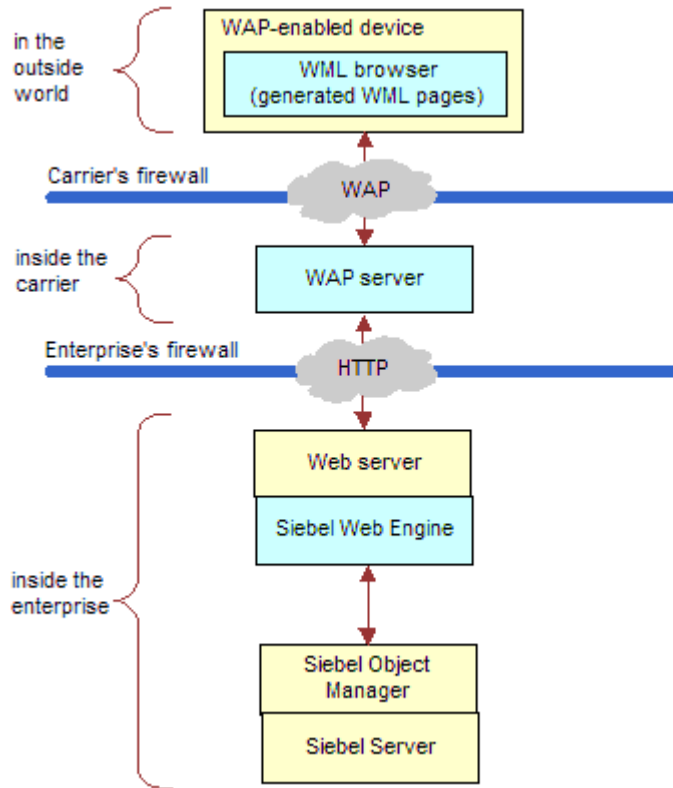 in the
outside
world
WAP-enabled device
WML browser
(generated WML pages)
Carrier's firewall
WAP
inside the
carrier
WAP server
Enterprise's firewall
HTTP
Web server
Siebel Web Engine
inside the
enterprise
Siebel Object
Manager
Siebel Server